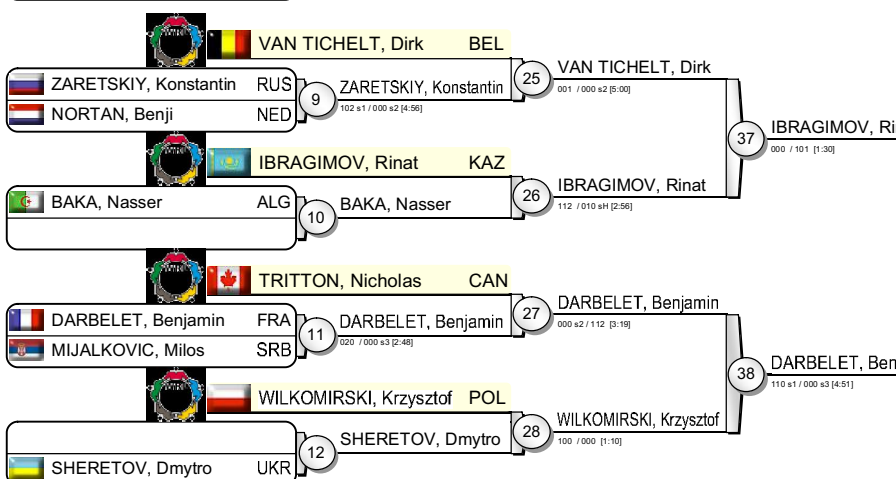 VAN TICHELT, Dirk BEL
ZARETSKIY, Konstantin RUS
NORTAN, Benji NED
9
ZARETSKIY, Konstantin
102 s1 / 000 s2 [4:56]
25
VAN TICHELT, Dirk
001 / 000 s2 [5:00]
IBRAGIMOV, Rinat KAZ
BAKA, Nasser ALG
10
BAKA, Nasser
26
IBRAGIMOV, Rinat
112 / 010 sH [2:56]
37
IBRAGIMOV, Ri
000 / 101 [1:30]
TRITTON, Nicholas CAN
DARBELET, Benjamin FRA
MIJALKOVIC, Milos SRB
11
DARBELET, Benjamin
020 / 000 s3 [2:48]
27
DARBELET, Benjamin
000 s2 / 112 [3:19]
WILKOMIRSKI, Krzysztof POL
SHERETOV, Dmytro UKR
12
SHERETOV, Dmytro
28
WILKOMIRSKI, Krzysztof
100 / 000 [1:10]
38
DARBELET, Ben
110 s1 / 000 s3 [4:51]